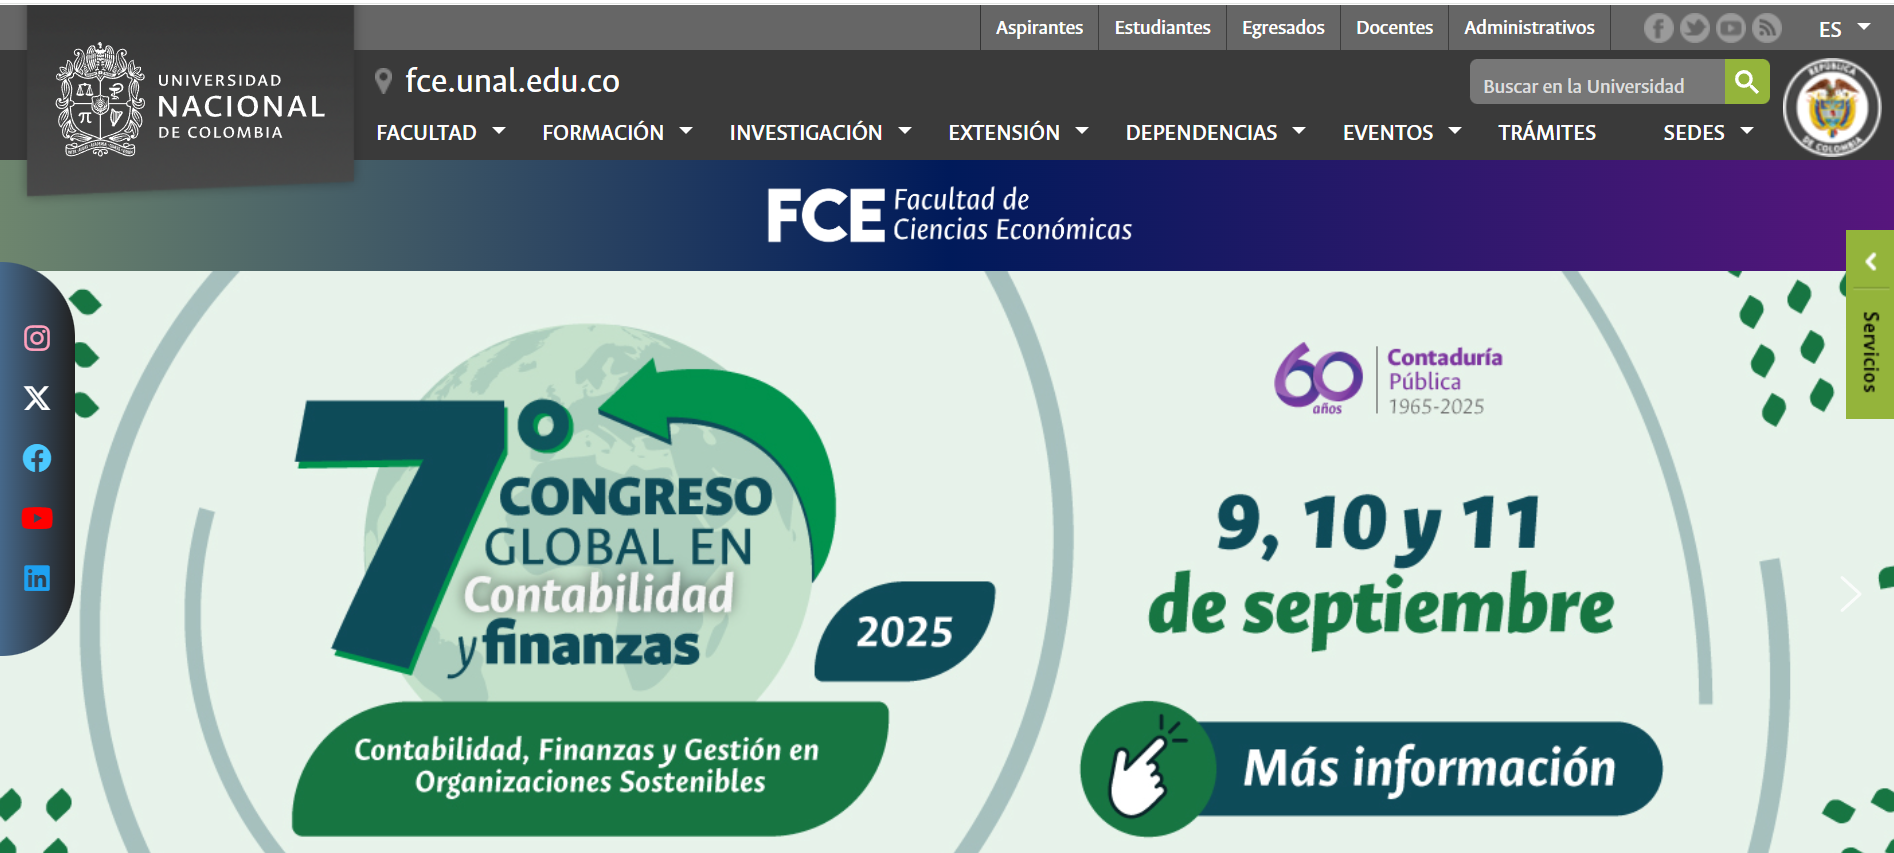 Aspirantes
Estudiantes
Egresados
Docentes
Administrativos
ES
UNIVERSIDAD
NACIONAL
DE COLOMBIA
fce.unal.edu.co
Buscar en la Universidad
FACULTAD
FORMACIÓN
INVESTIGACIÓN
EXTENSIÓN
DEPENDENCIAS
EVENTOS
TRÁMITES
SEDES
REPÚBLICA
DE COLOMBIA
FCE
Facultad de
Ciencias Económicas
Servicios
7º
CONGRESO
GLOBAL EN
Contabilidad
y finanzas
2025
Contabilidad, Finanzas y Gestión en
Organizaciones Sostenibles
60
años
Contaduría
Pública
1965-2025
9, 10 y 11
de septiembre
Más información